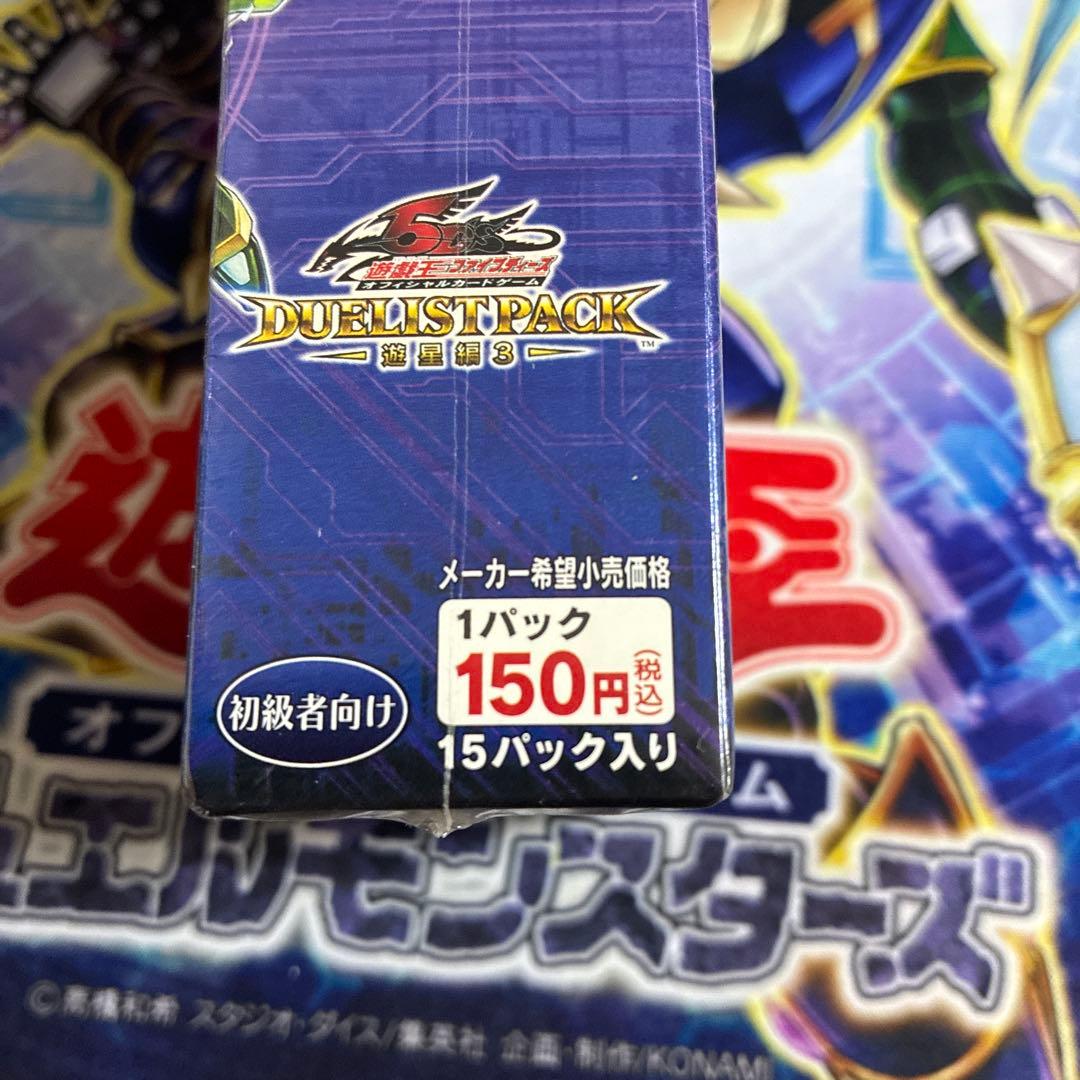 5D's
遊戯王ファイブディーズ
オフィシャルカードゲーム
DUELIST PACK™
遊星編3
メーカー希望小売価格
1パック
150円(税込)
15パック入り
初級者向け
遊 王
オフ ム
ュエルモンスターズ
©高橋和希 スタジオ・ダイス/集英社 企画・制作/KONAMI